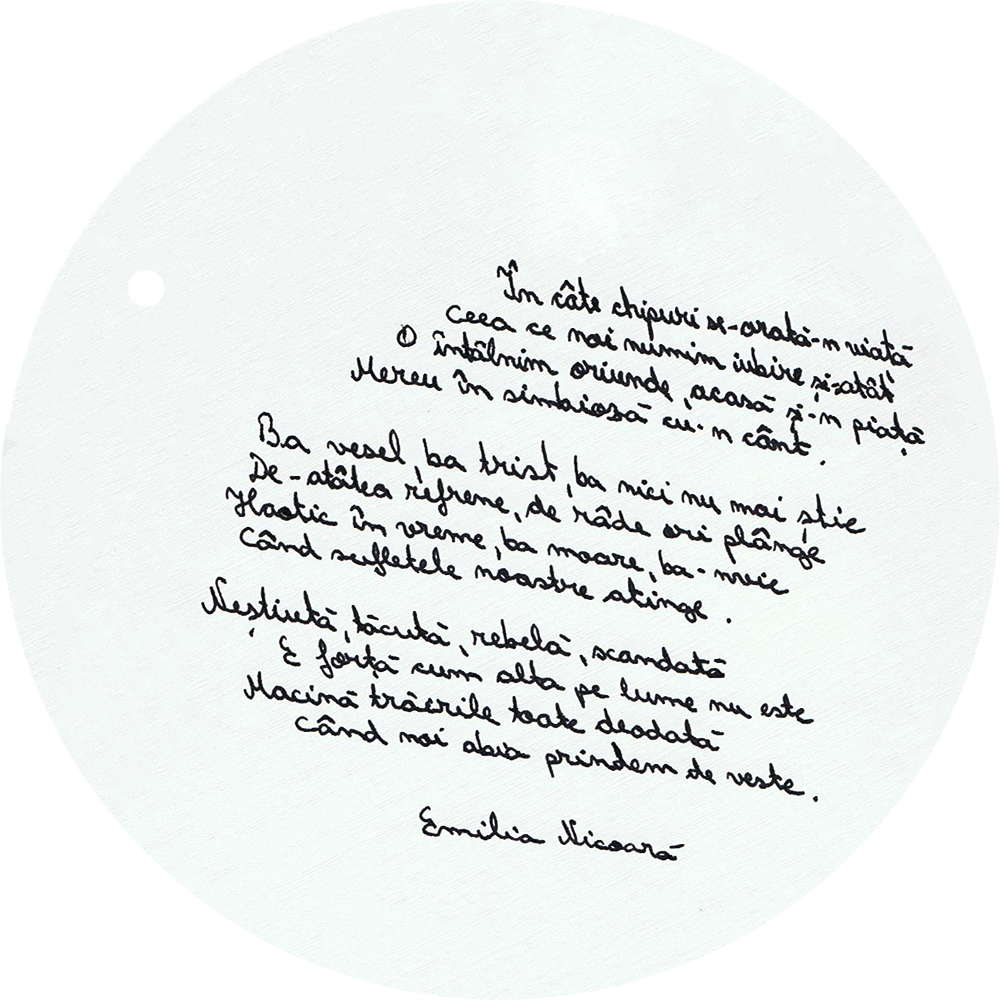 În câte chipuri se-arată-n viață
Ceea ce noi numim iubire și-atât
O întâlnim oriunde, acasă și-n piață
Mereu în simbioză cu-n cânt.
Ba vesel, ba trist, ba nici nu mai știe
De-atâtea refrene, de râde ori plânge
Haotic în vreme, ba moare, ba-nvie
Când sufletele noastre atinge.
Neștiută, tăcută, rebelă, scandată
E forță cum alta pe lume nu este
Macină trăirile toate deodată
Când noi abia prindem de veste.
Emilia Nicoară